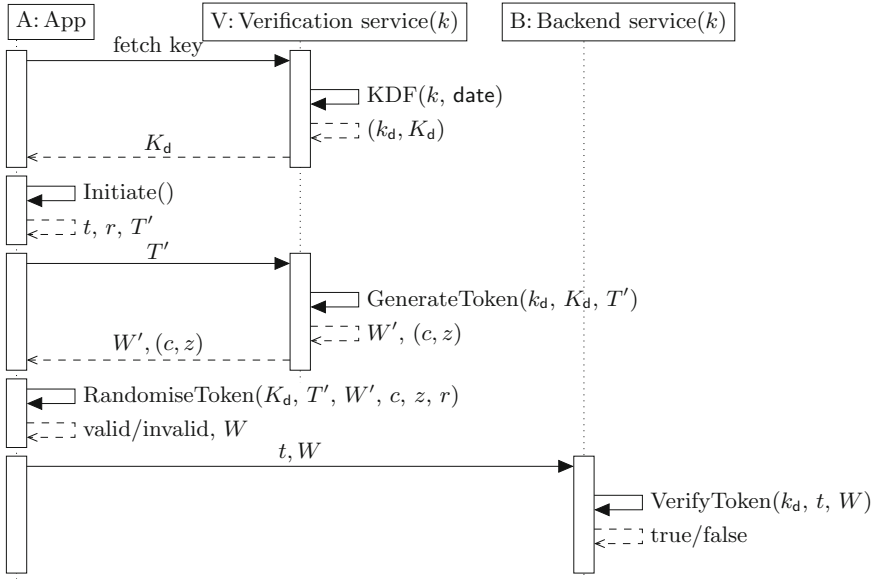 A: App V: Verification service(k) B: Backend service(k)
fetch key
KDF(k, date)
(k_d, K_d)
K_d
Initiate()
t, r, T′
T′
GenerateToken(k_d, K_d, T′)
W′, (c, z)
W′, (c, z)
RandomiseToken(K_d, T′, W′, c, z, r)
valid/invalid, W
t, W
VerifyToken(k_d, t, W)
true/false